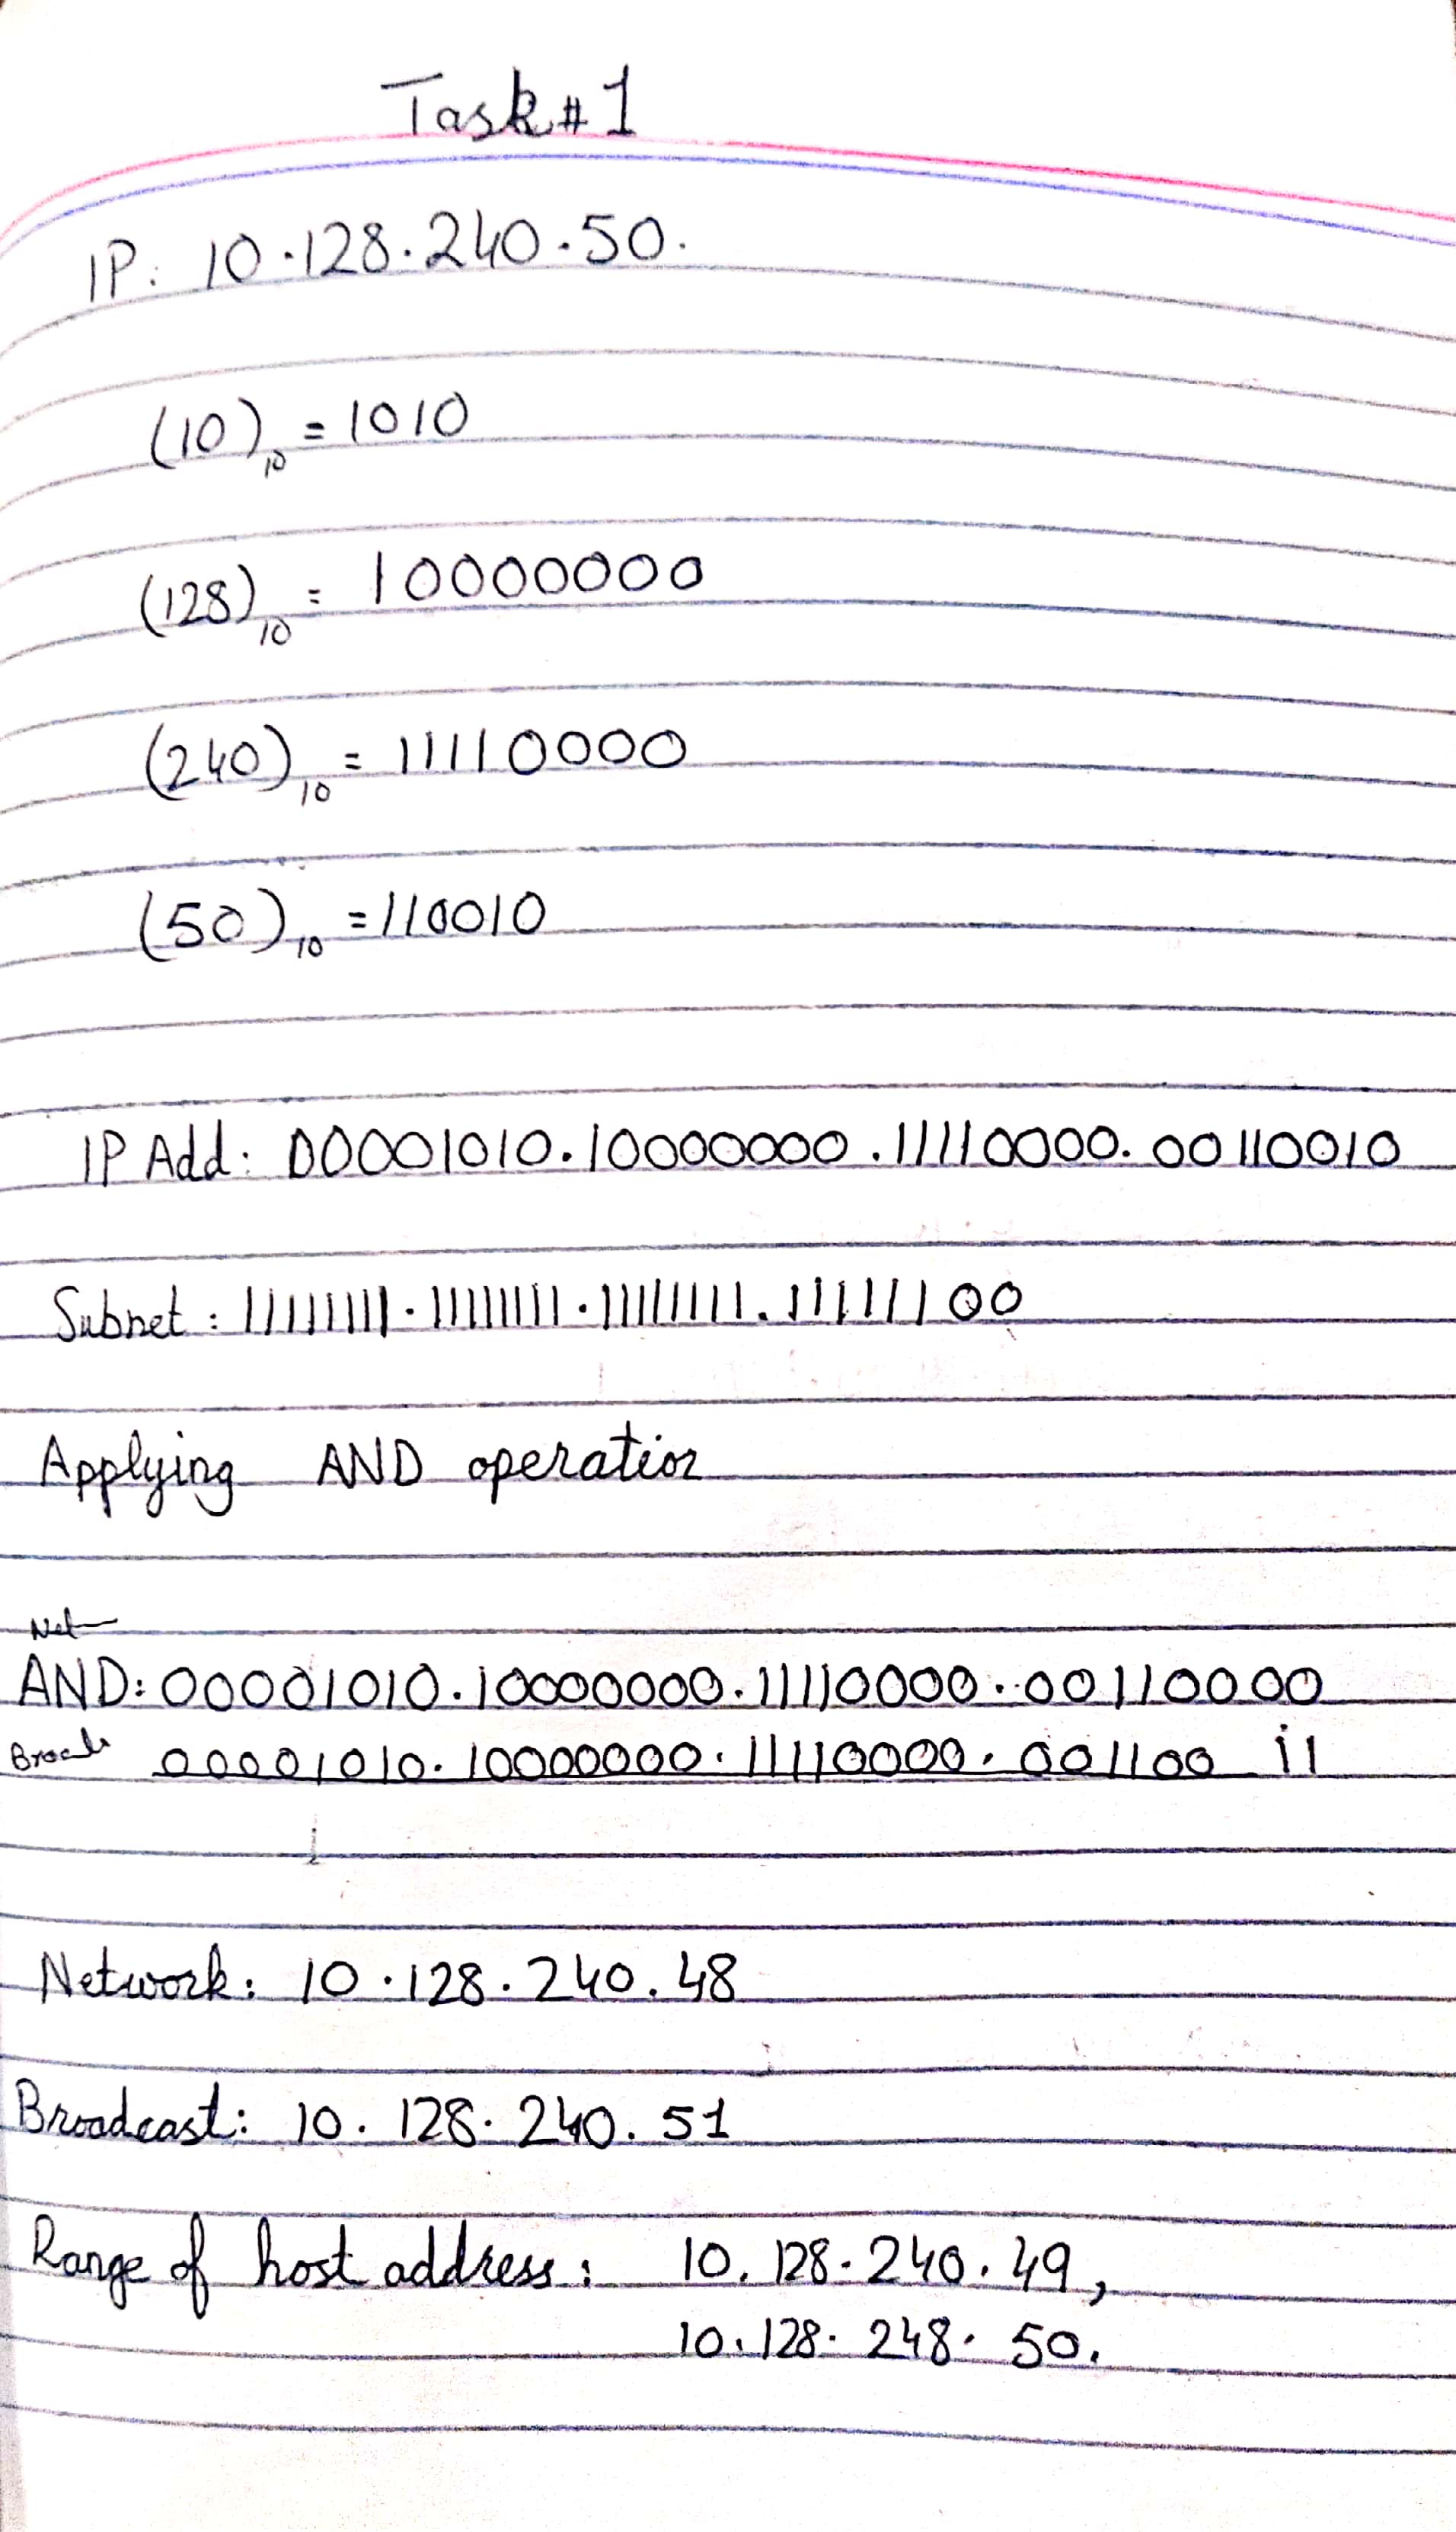 Task#1
IP: 10.128.240.50.
(10)10 = 1010
(128)10 = 10000000
(240)10 = 11110000
(50)10 = 110010
IP Add: 00001010.10000000.11110000.00110010
Subnet: 11111111.11111111.11111111.11111100
Applying AND operation
Net
AND: 00001010.10000000.11110000.00110000
00001010.10000000.11110000.001100 11
Network: 10.128.240.48
Broadcast: 10.128.240.51
Range of host address: 10.128.240.49,
10.128.248.50.